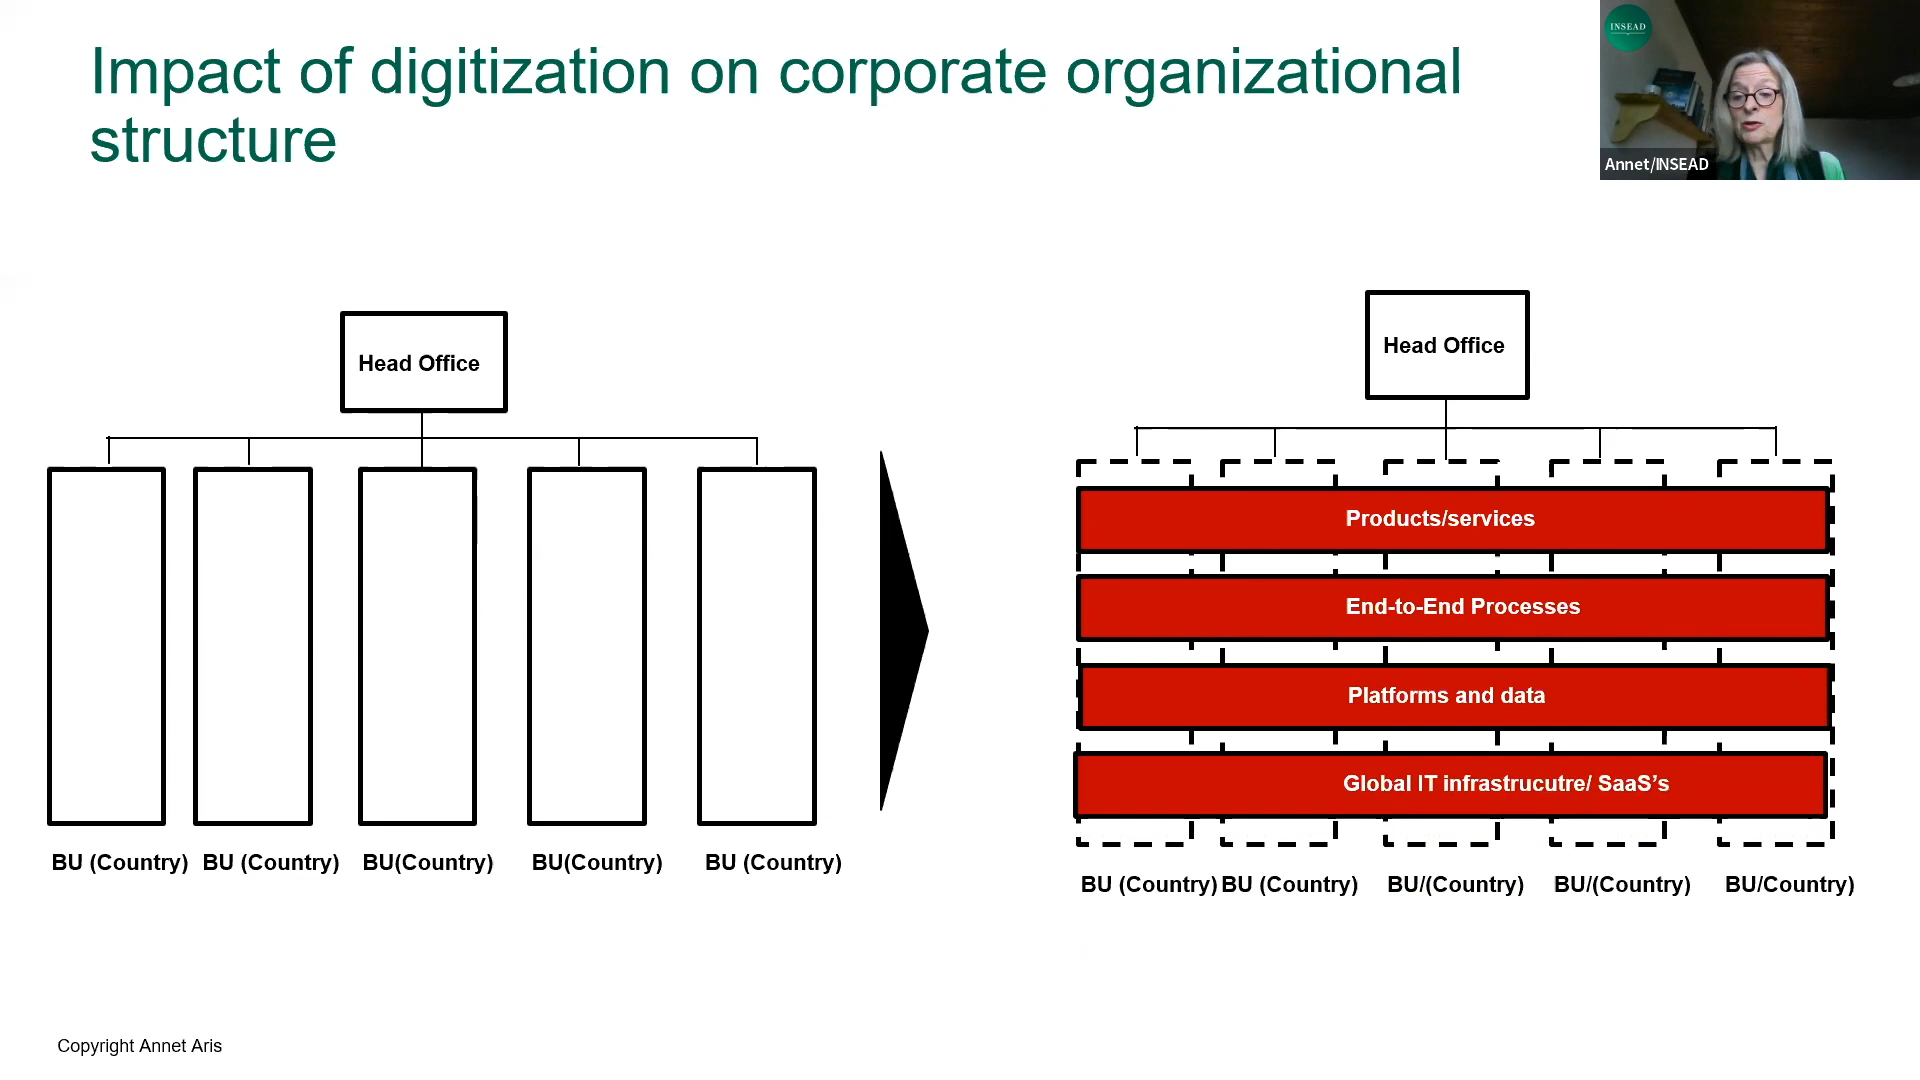 Impact of digitization on corporate organizational
structure
INSEAD
Annet/INSEAD
Head Office
BU (Country) BU (Country) BU(Country) BU(Country) BU (Country)
Head Office
Products/services
End-to-End Processes
Platforms and data
Global IT infrastrucutre/ SaaS's
BU (Country) BU (Country) BU/(Country) BU/(Country) BU/Country)
Copyright Annet Aris